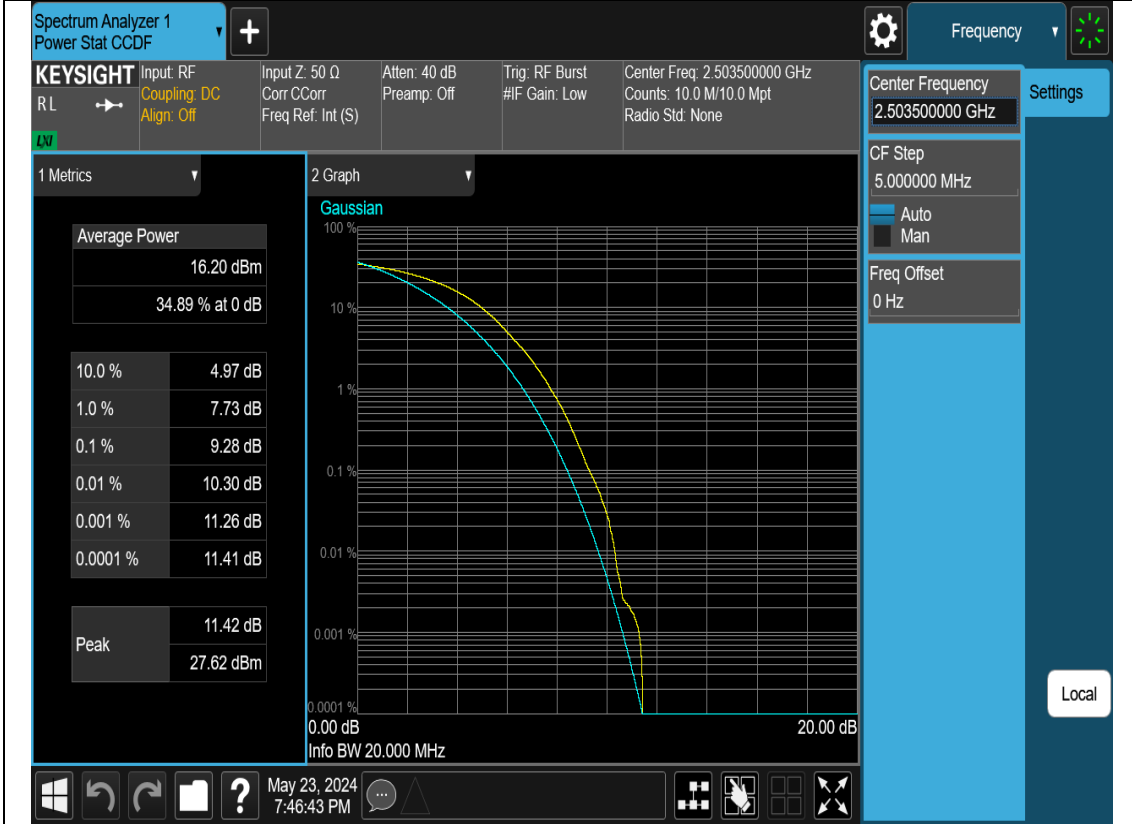 Spectrum Analyzer 1
Power Stat CCDF
Frequency
KEYSIGHT
RL
LXI
Input: RF
Coupling: DC
Align: Off
Input Z: 50 Ω
Corr CCorr
Freq Ref: Int (S)
Atten: 40 dB
Preamp: Off
Trig: RF Burst
#IF Gain: Low
Center Freq: 2.503500000 GHz
Counts: 10.0 M/10.0 Mpt
Radio Std: None
Center Frequency
2.503500000 GHz
Settings
CF Step
5.000000 MHz
Auto
Man
Freq Offset
0 Hz
1 Metrics
Average Power
16.20 dBm
34.89 % at 0 dB
10.0 % 4.97 dB
1.0 % 7.73 dB
0.1 % 9.28 dB
0.01 % 10.30 dB
0.001 % 11.26 dB
0.0001 % 11.41 dB
Peak 11.42 dB
27.62 dBm
2 Graph
Gaussian
100 %
10 %
1 %
0.1 %
0.01 %
0.001 %
0.0001 %
0.00 dB 20.00 dB
Info BW 20.000 MHz
Local
?
May 23, 2024
7:46:43 PM